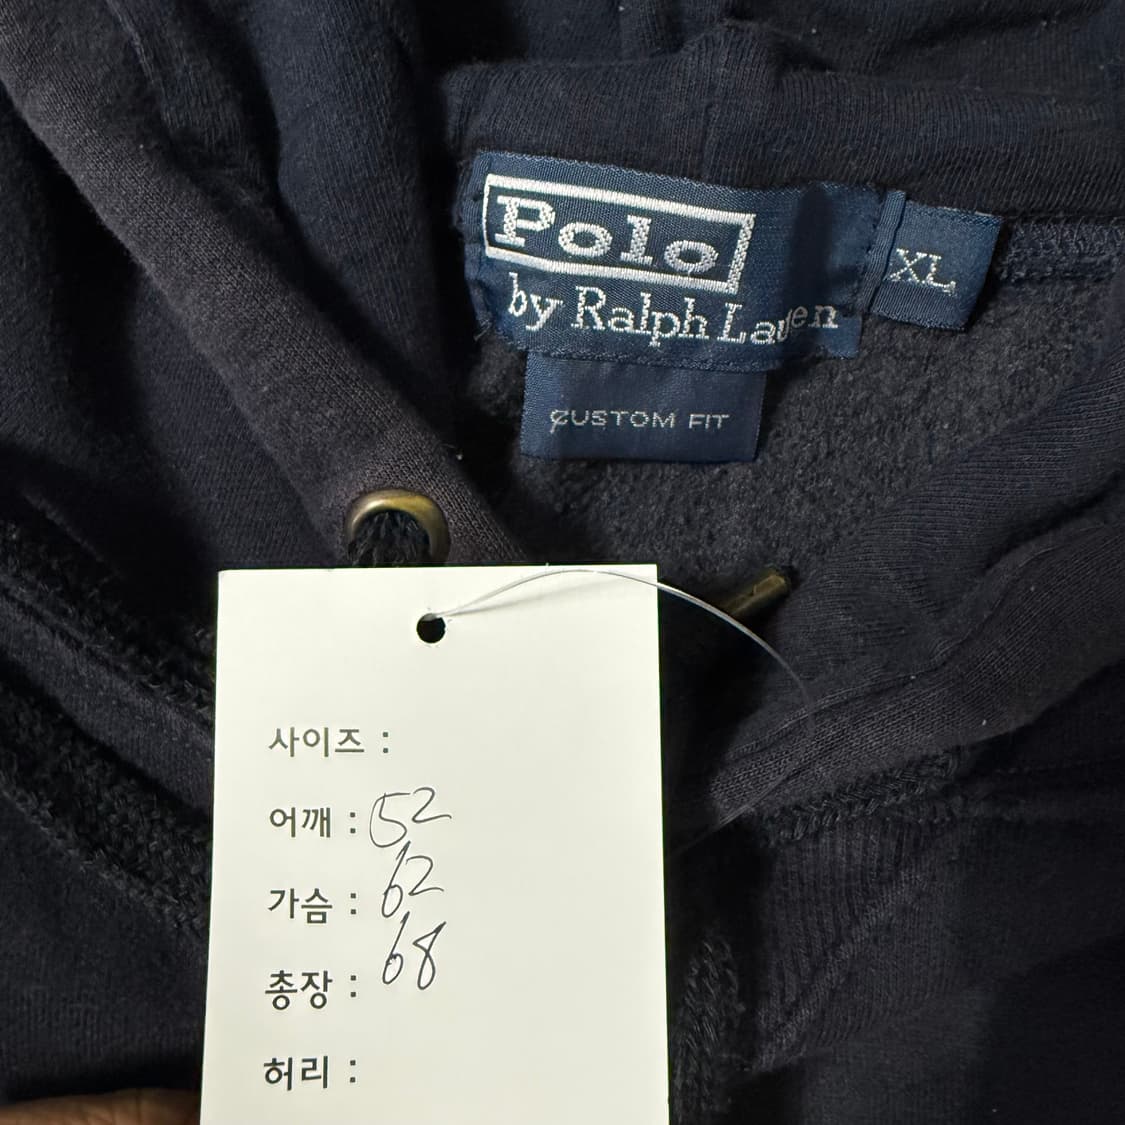 Polo
by Ralph Lauren
XL
CUSTOM FIT
사이즈 :
어깨 : 52
가슴 : 62
총장 : 68
허리 :